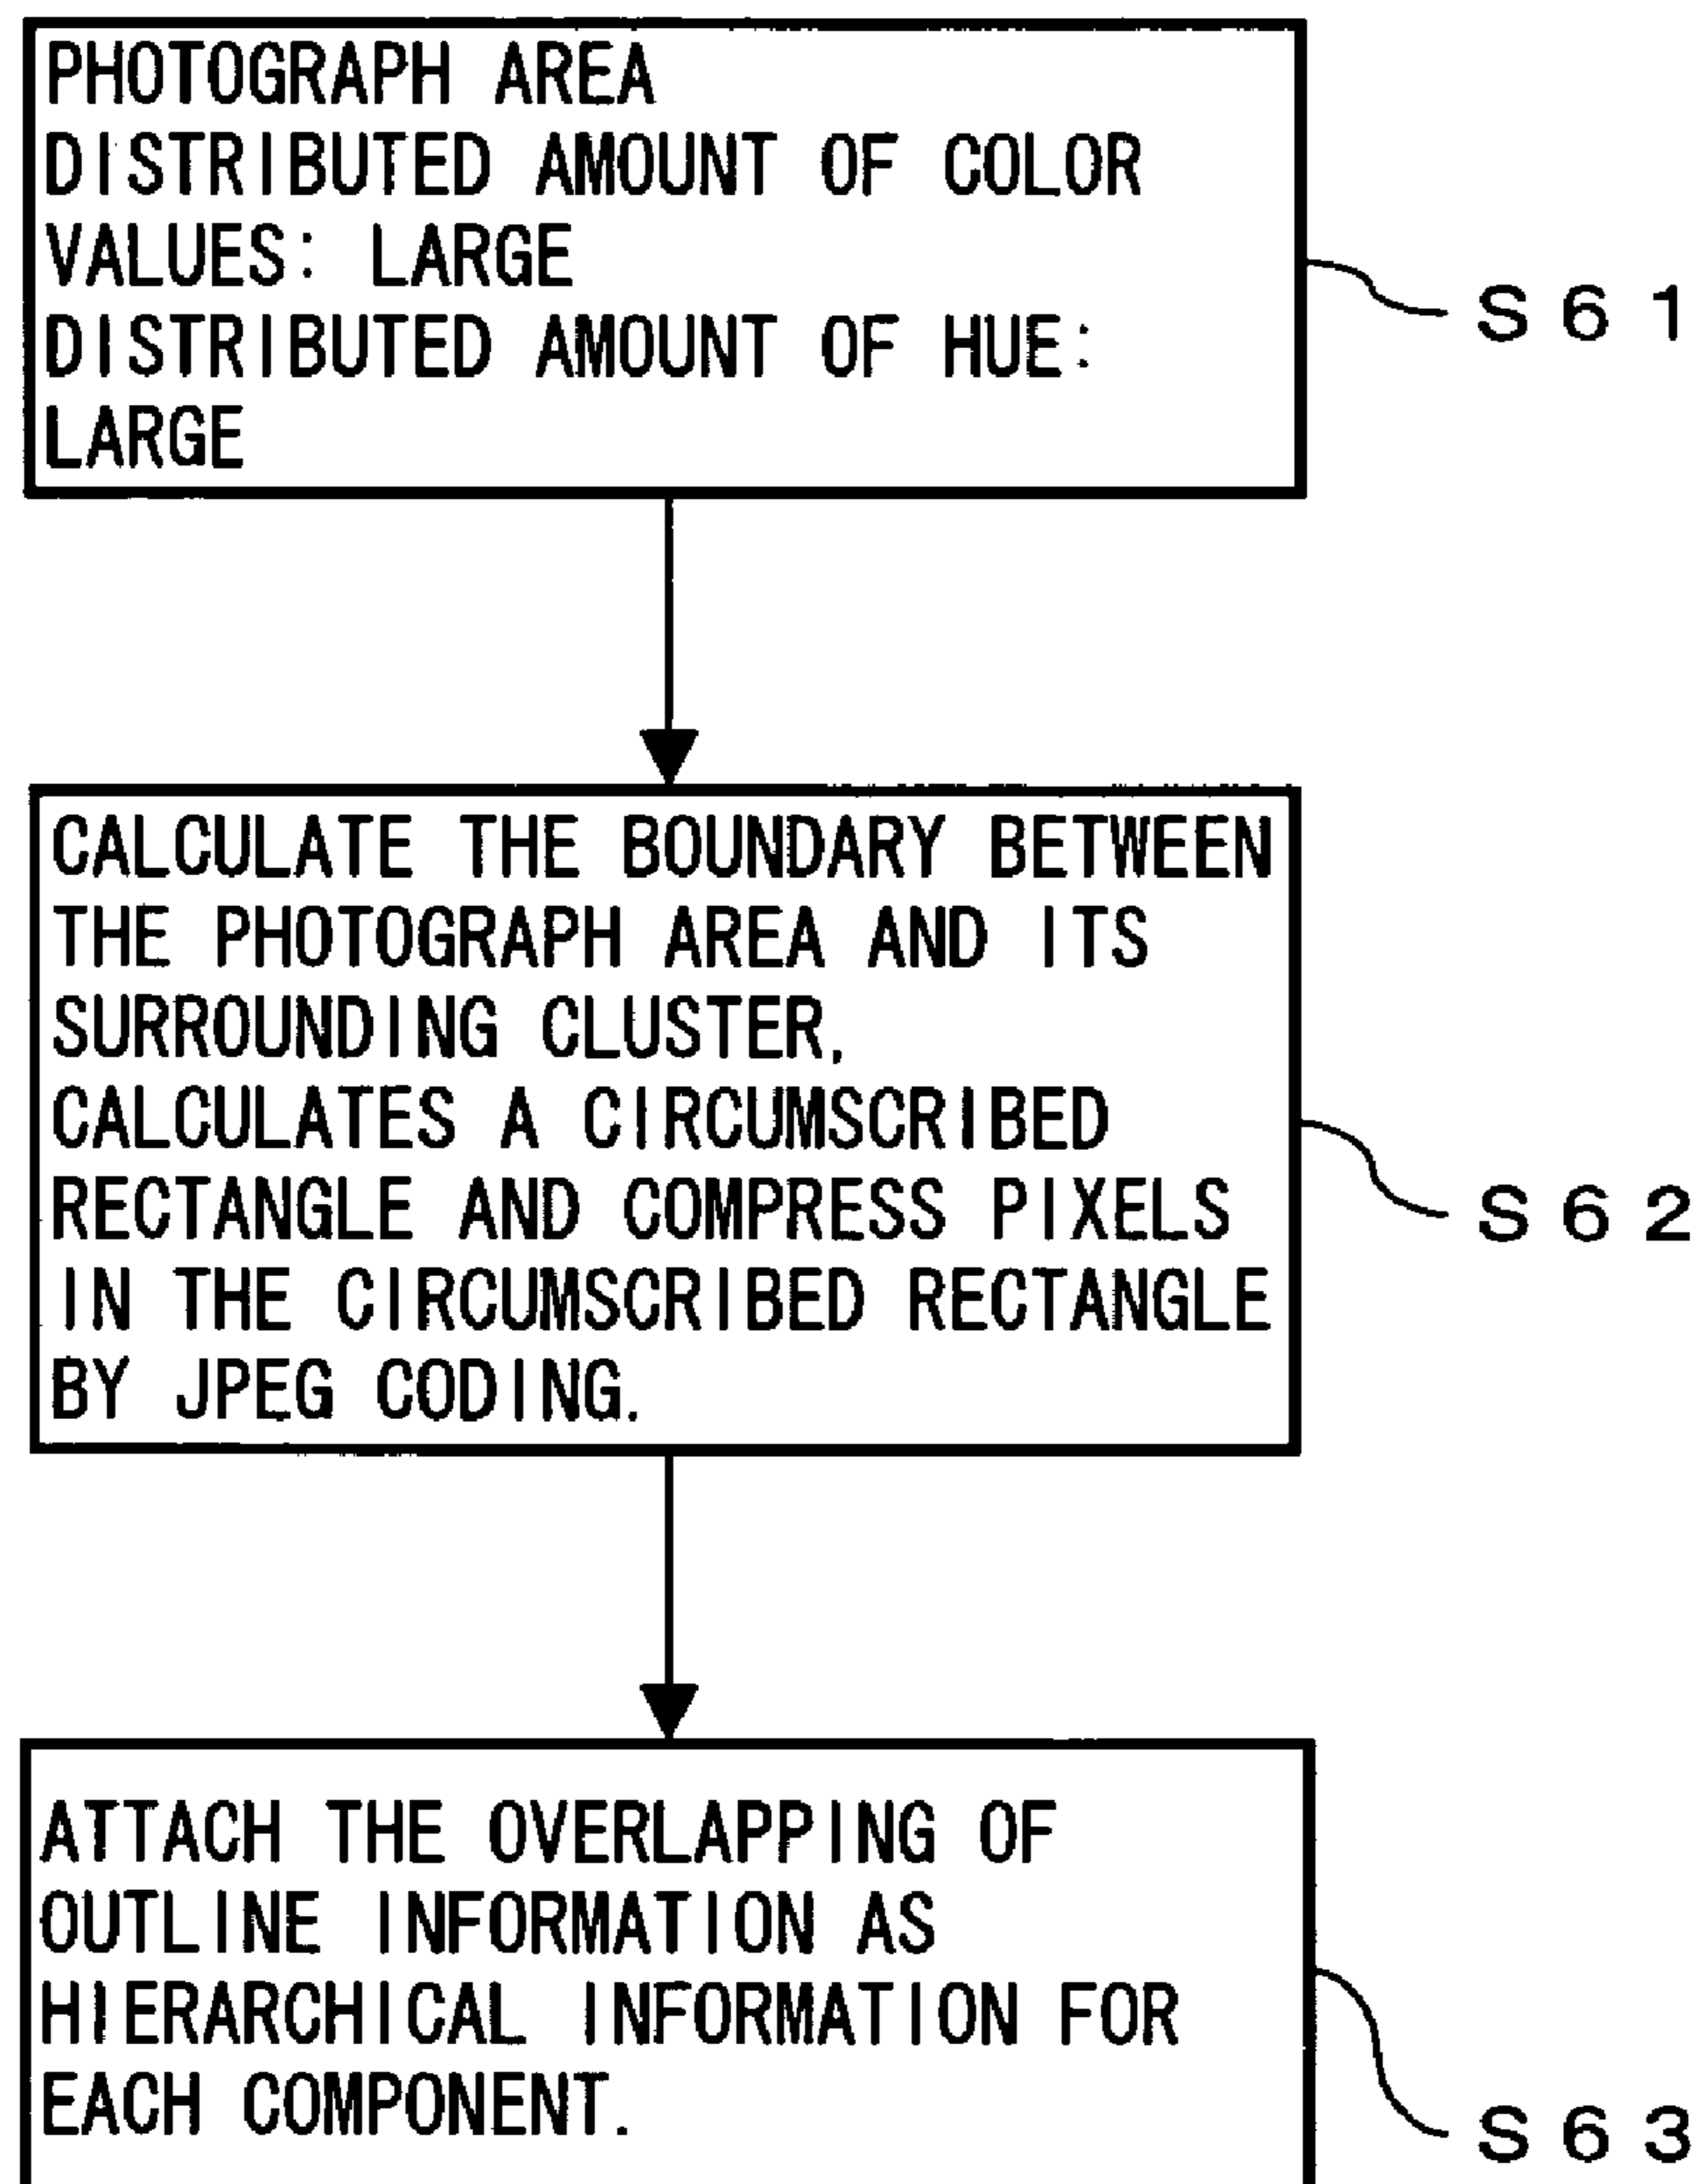 PHOTOGRAPH AREA
DISTRIBUTED AMOUNT OF COLOR
VALUES: LARGE
DISTRIBUTED AMOUNT OF HUE:
LARGE
S61
CALCULATE THE BOUNDARY BETWEEN
THE PHOTOGRAPH AREA AND ITS
SURROUNDING CLUSTER,
CALCULATES A CIRCUMSCRIBED
RECTANGLE AND COMPRESS PIXELS
IN THE CIRCUMSCRIBED RECTANGLE
BY JPEG CODING.
S62
ATTACH THE OVERLAPPING OF
OUTLINE INFORMATION AS
HIERARCHICAL INFORMATION FOR
EACH COMPONENT.
S63